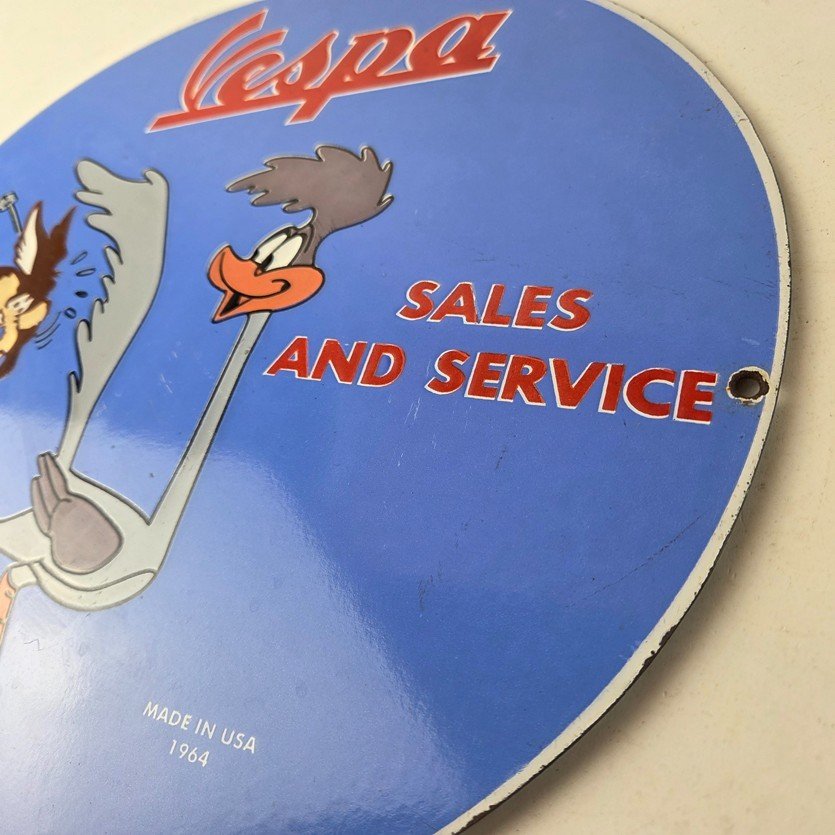 Vespa
SALES
AND SERVICE
MADE IN USA
1964